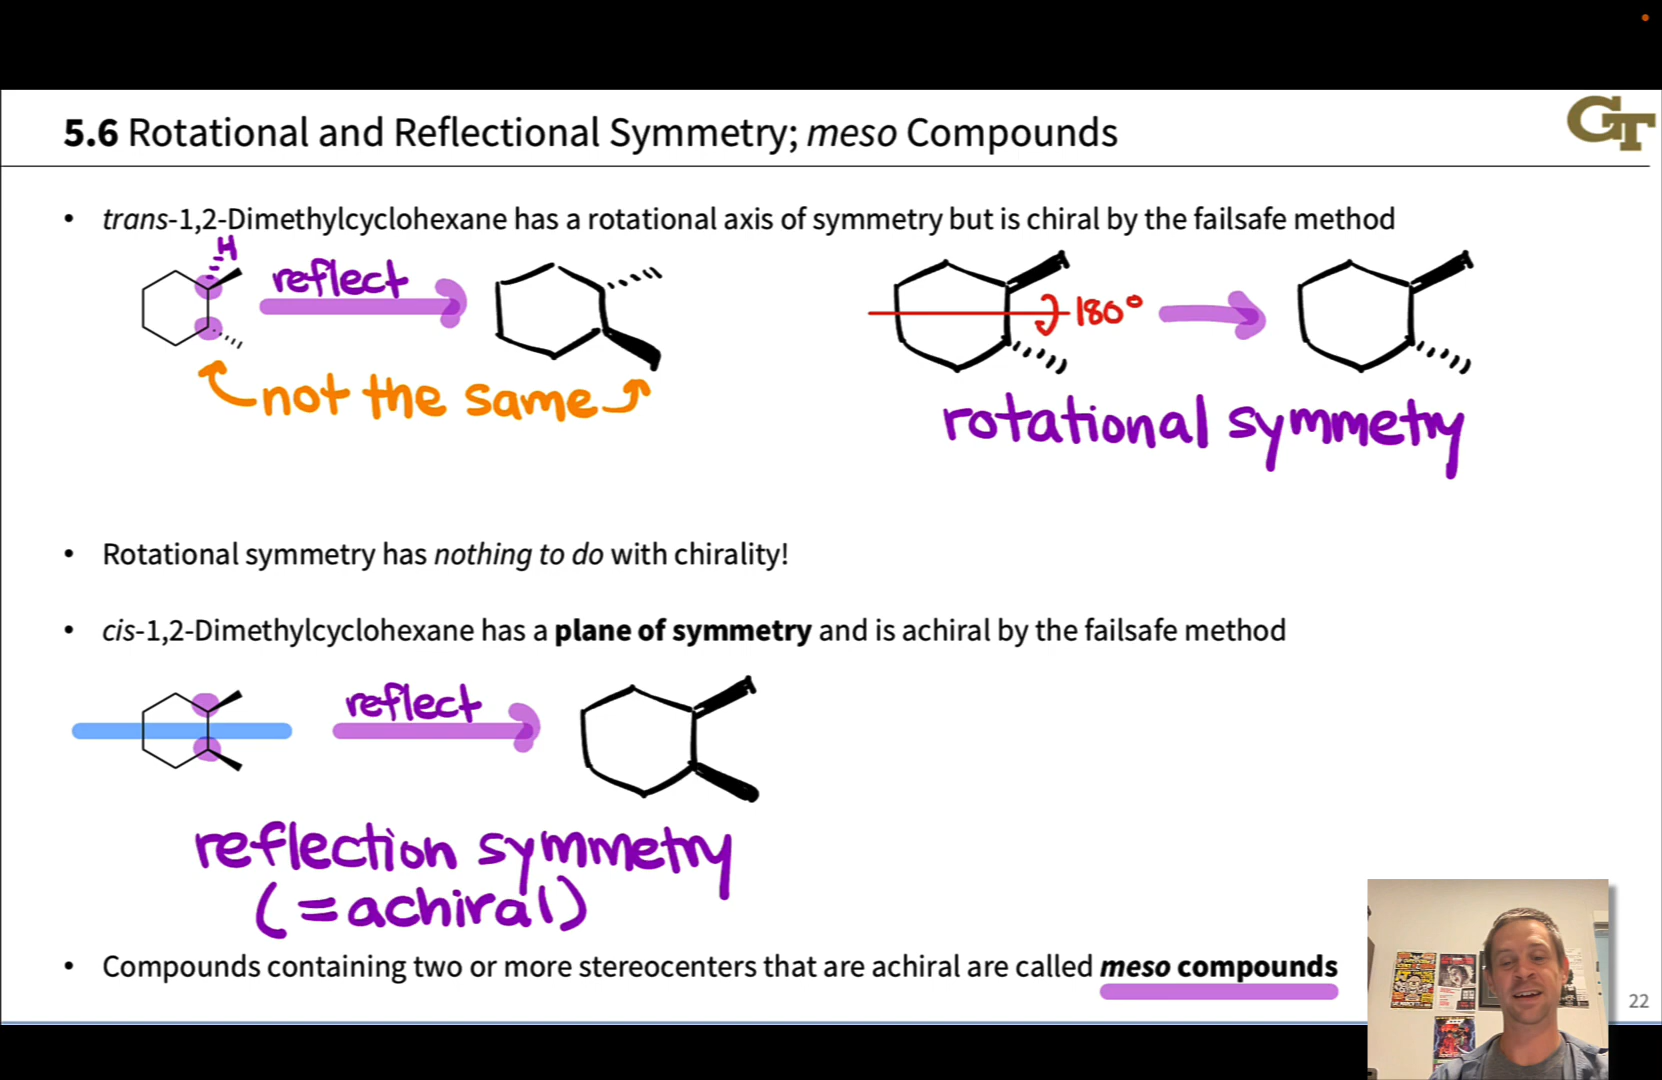 5.6 Rotational and Reflectional Symmetry; meso Compounds
GT
• trans-1,2-Dimethylcyclohexane has a rotational axis of symmetry but is chiral by the failsafe method
H
reflect
180°
not the same
rotational symmetry
• Rotational symmetry has nothing to do with chirality!
• cis-1,2-Dimethylcyclohexane has a plane of symmetry and is achiral by the failsafe method
reflect
reflection symmetry
(=achiral)
• Compounds containing two or more stereocenters that are achiral are called meso compounds
22